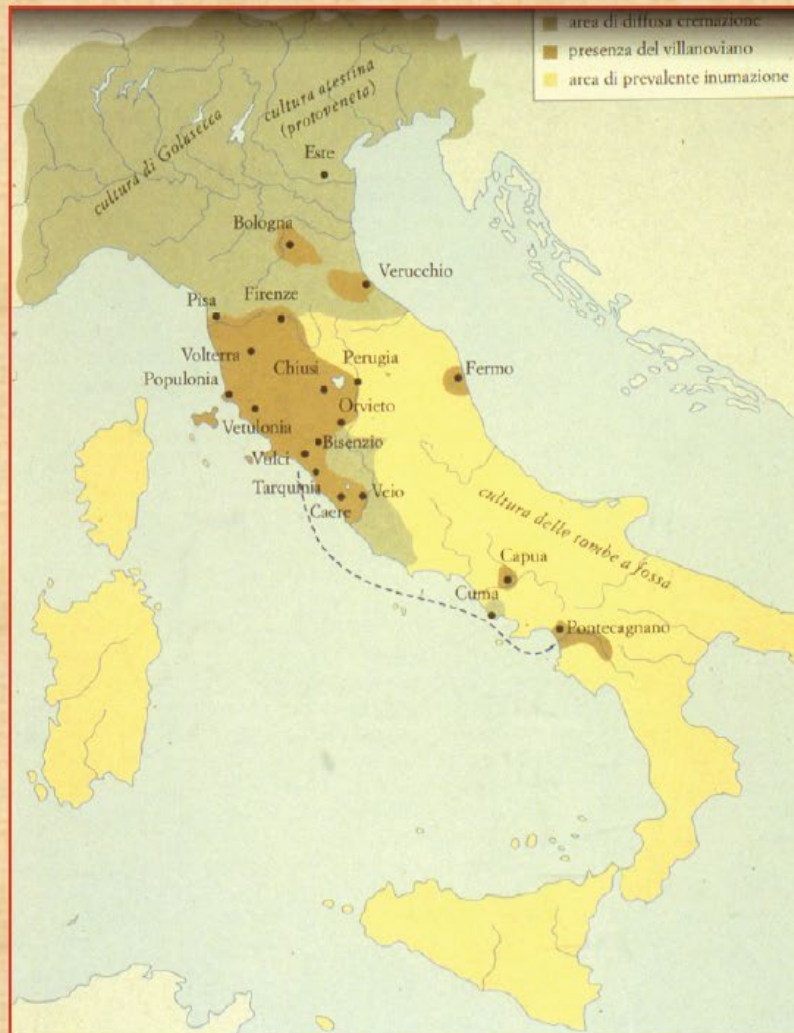 area di diffusa cremazione
presenza del villanoviano
area di prevalente inumazione
cultura di Golasecca
cultura atestina
(protoveneta)
Este
Bologna
Verucchio
Pisa
Firenze
Volterra
Chiusi
Perugia
Fermo
Populonia
Orvieto
Vetulonia
Bisenzio
Vulci
Tarquinia
Veio
Caere
cultura delle tombe a fossa
Capua
Cuma
Pontecagnano